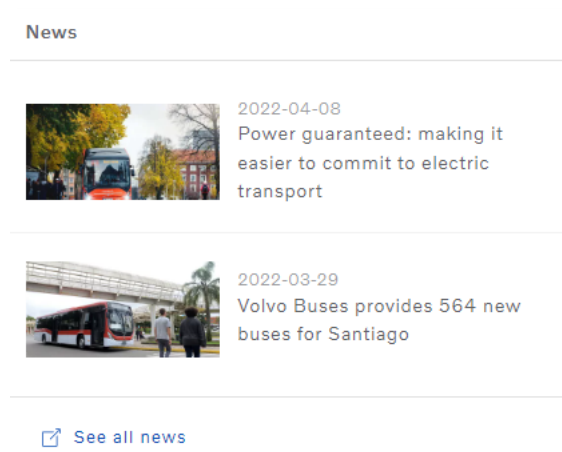 News
2022-04-08
Power guaranteed: making it
easier to commit to electric
transport
2022-03-29
Volvo Buses provides 564 new
buses for Santiago
See all news